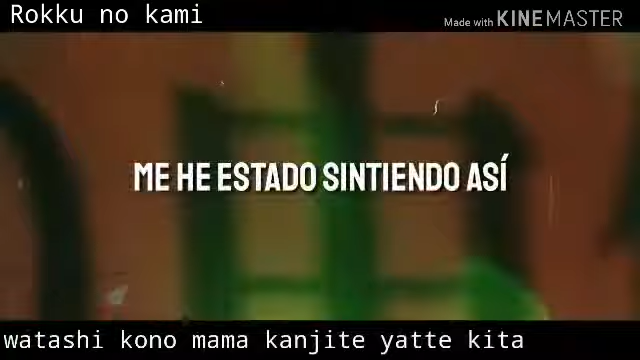 Rokku no kami
Made with KINEMASTER
ME HE ESTADO SINTIENDO ASÍ
watashi kono mama kanjite yatte kita